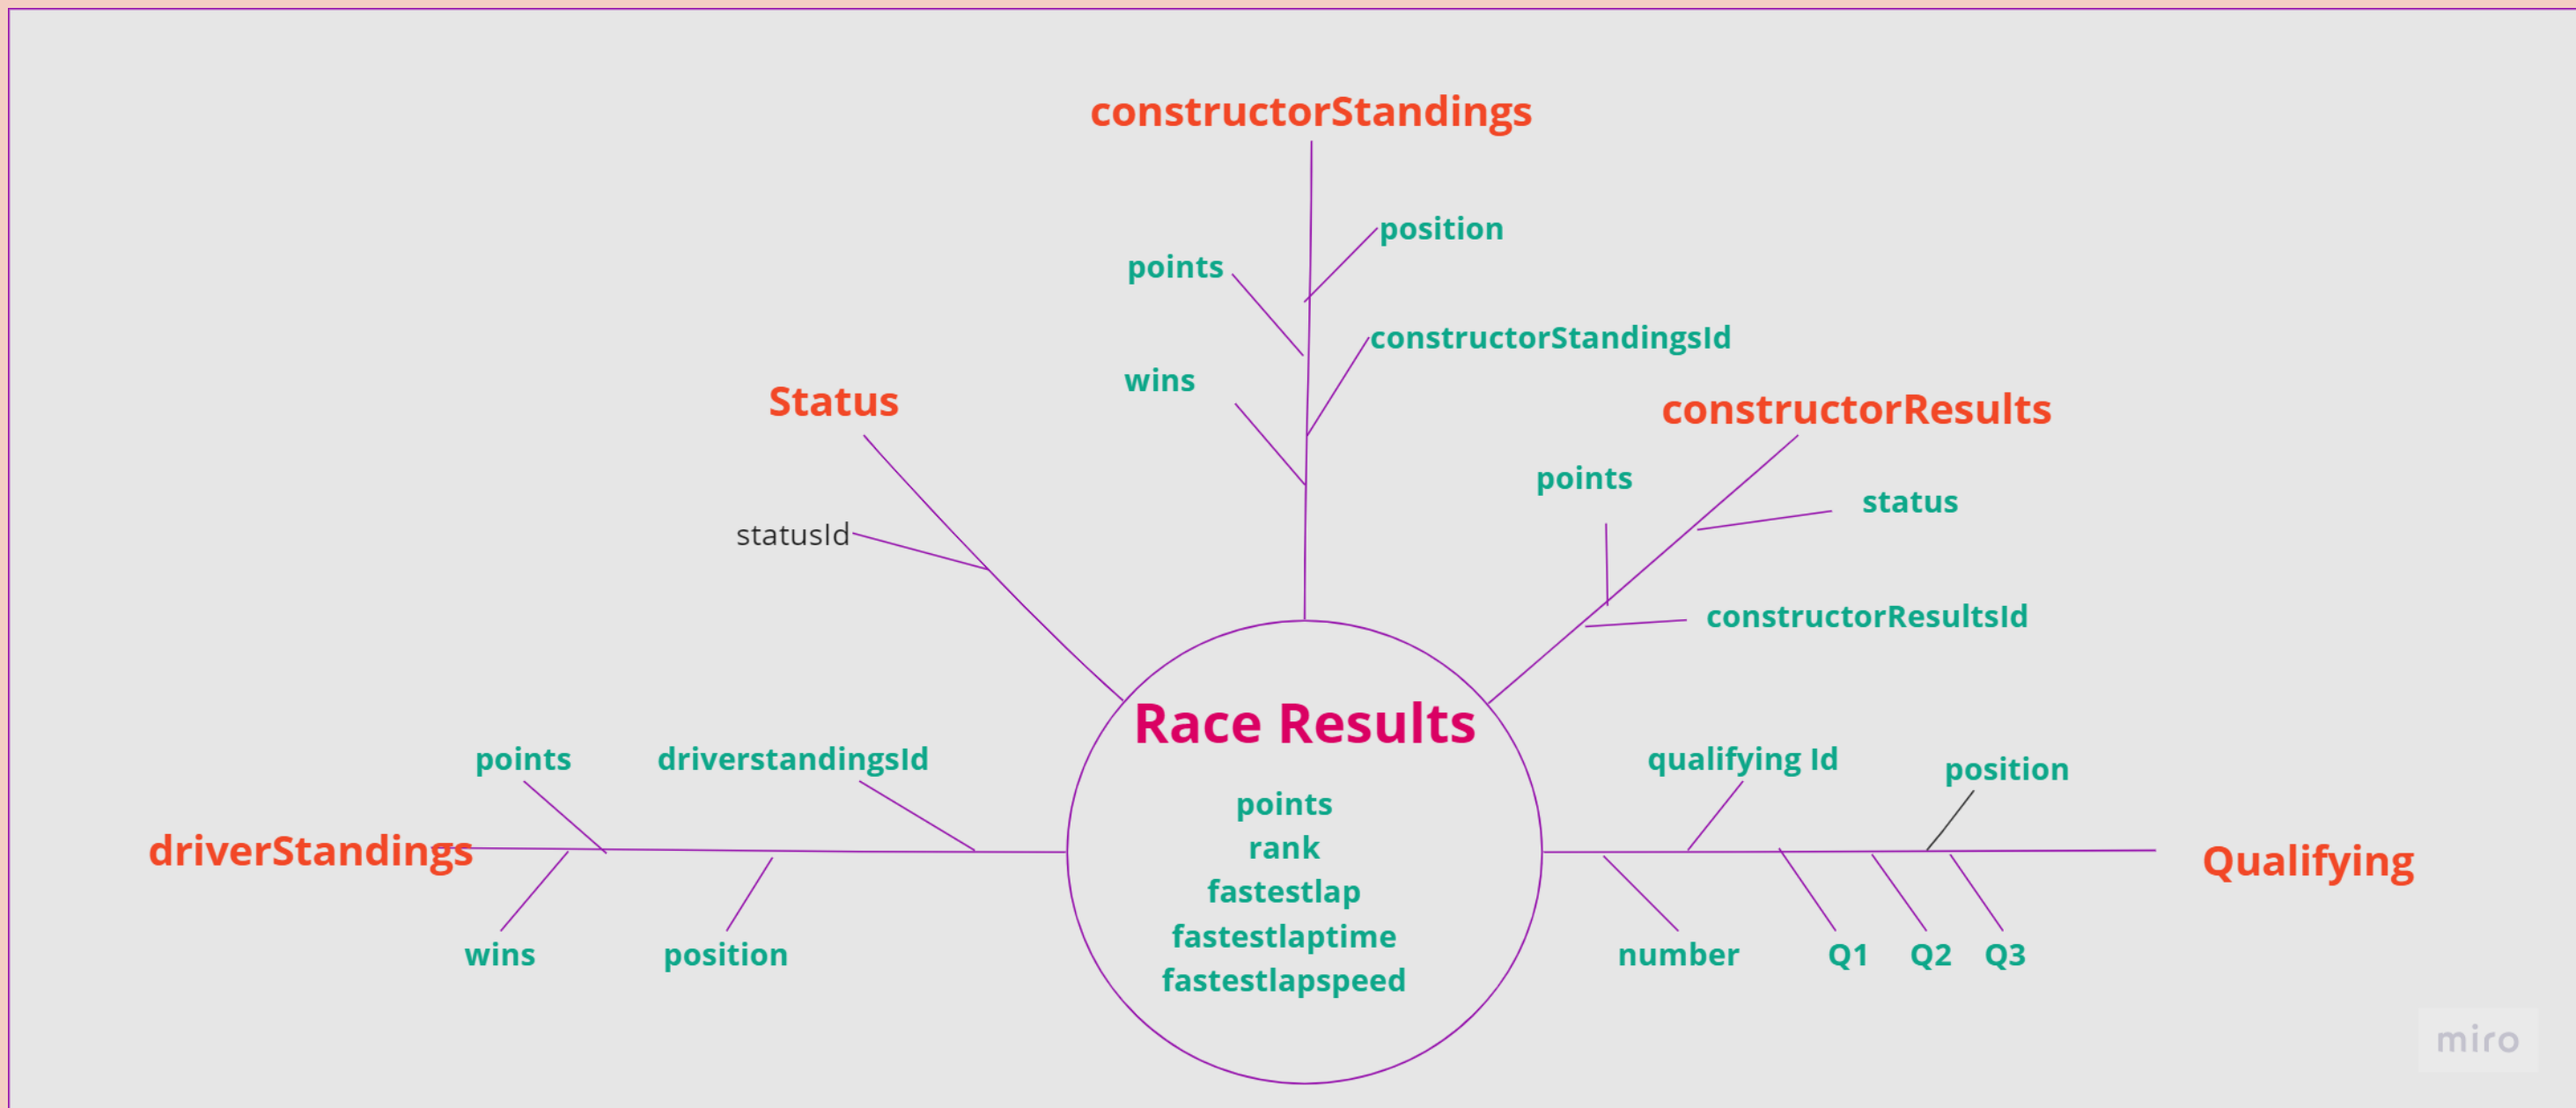 constructorStandings
position
points
constructorStandingsId
wins
Status
constructorResults
points
status
statusId
constructorResultsId
Race Results
points
driverstandingsId
qualifying Id
position
points
rank
driverStandings
Qualifying
fastestlap
fastestlaptime
wins
position
number
Q1
Q2
Q3
fastestlapspeed
miro